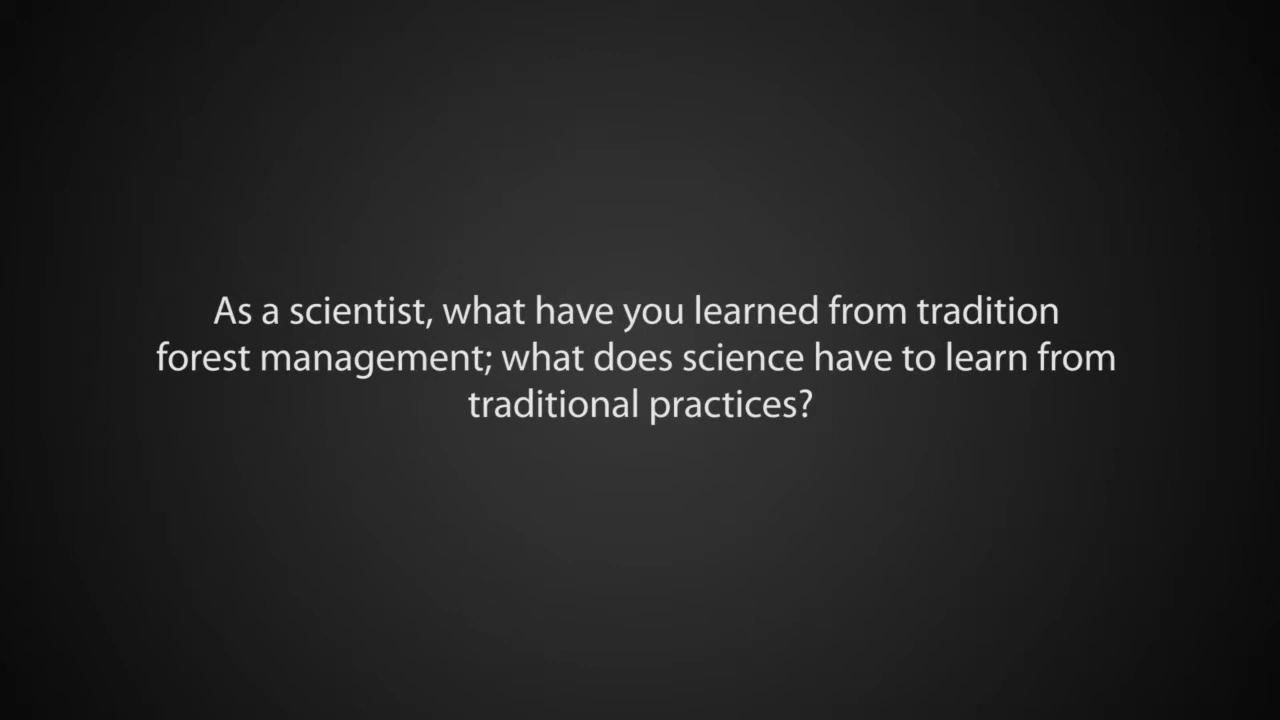 As a scientist, what have you learned from tradition
forest management; what does science have to learn from
traditional practices?